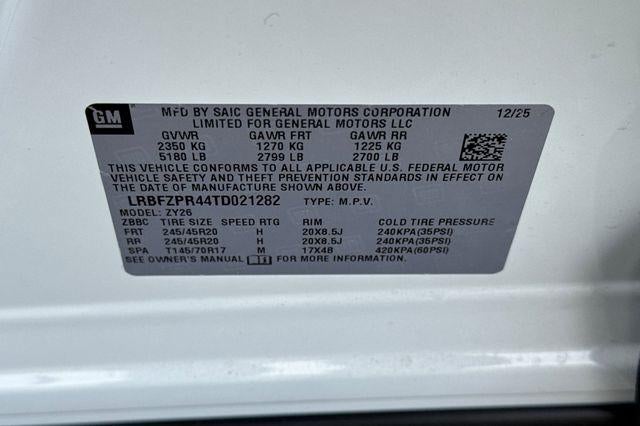 GM
MFD BY SAIC GENERAL MOTORS CORPORATION 12/25
LIMITED FOR GENERAL MOTORS LLC
GVWR GAWR FRT GAWR RR
2350 KG 1270 KG 1225 KG
5180 LB 2799 LB 2700 LB
THIS VEHICLE CONFORMS TO ALL APPLICABLE U.S. FEDERAL MOTOR
VEHICLE SAFETY AND THEFT PREVENTION STANDARDS IN EFFECT ON
THE DATE OF MANUFACTURE SHOWN ABOVE.
LRBFZPR44TD021282 TYPE: M.P.V.
MODEL: ZY26
ZBBC TIRE SIZE SPEED RTG RIM COLD TIRE PRESSURE
FRT 245/45R20 H 20X8.5J 240KPA(35PSI)
RR 245/45R20 H 20X8.5J 240KPA(35PSI)
SPA T145/70R17 M 17X4B 420KPA(60PSI)
SEE OWNER'S MANUAL FOR MORE INFORMATION.